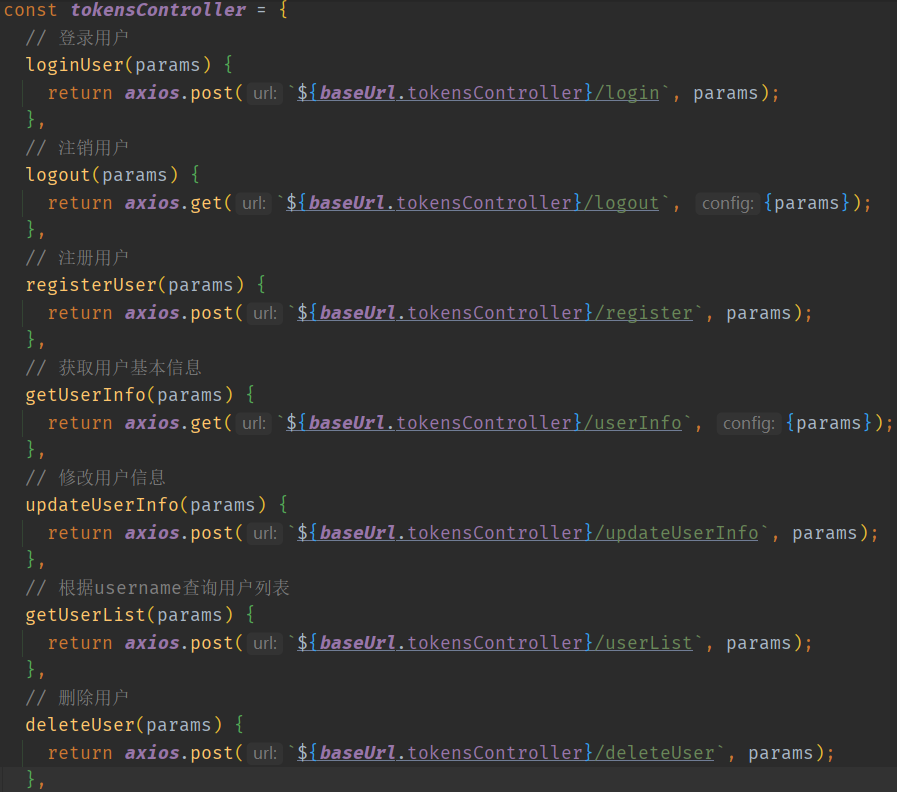 const tokensController = {
// 登录用户
loginUser(params) {
return axios.post( url: `${baseUrl.tokensController}/login`, params);
},
// 注销用户
logout(params) {
return axios.get( url: `${baseUrl.tokensController}/logout`, config: {params});
},
// 注册用户
registerUser(params) {
return axios.post( url: `${baseUrl.tokensController}/register`, params);
},
// 获取用户基本信息
getUserInfo(params) {
return axios.get( url: `${baseUrl.tokensController}/userInfo`, config: {params});
},
// 修改用户信息
updateUserInfo(params) {
return axios.post( url: `${baseUrl.tokensController}/updateUserInfo`, params);
},
// 根据username查询用户列表
getUserList(params) {
return axios.post( url: `${baseUrl.tokensController}/userList`, params);
},
// 删除用户
deleteUser(params) {
return axios.post( url: `${baseUrl.tokensController}/deleteUser`, params);
},